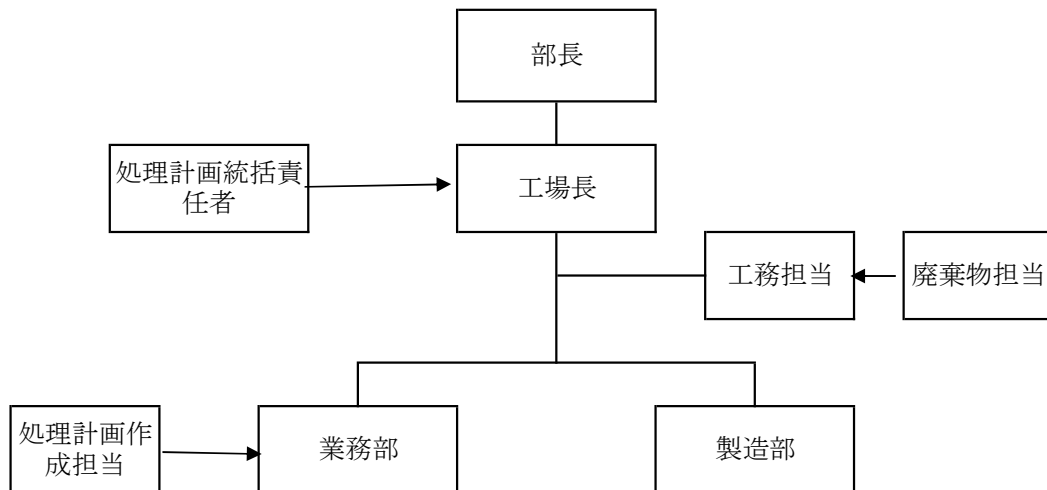 部長
処理計画統括責
任者
工場長
工務担当
廃棄物担当
処理計画作
成担当
業務部
製造部